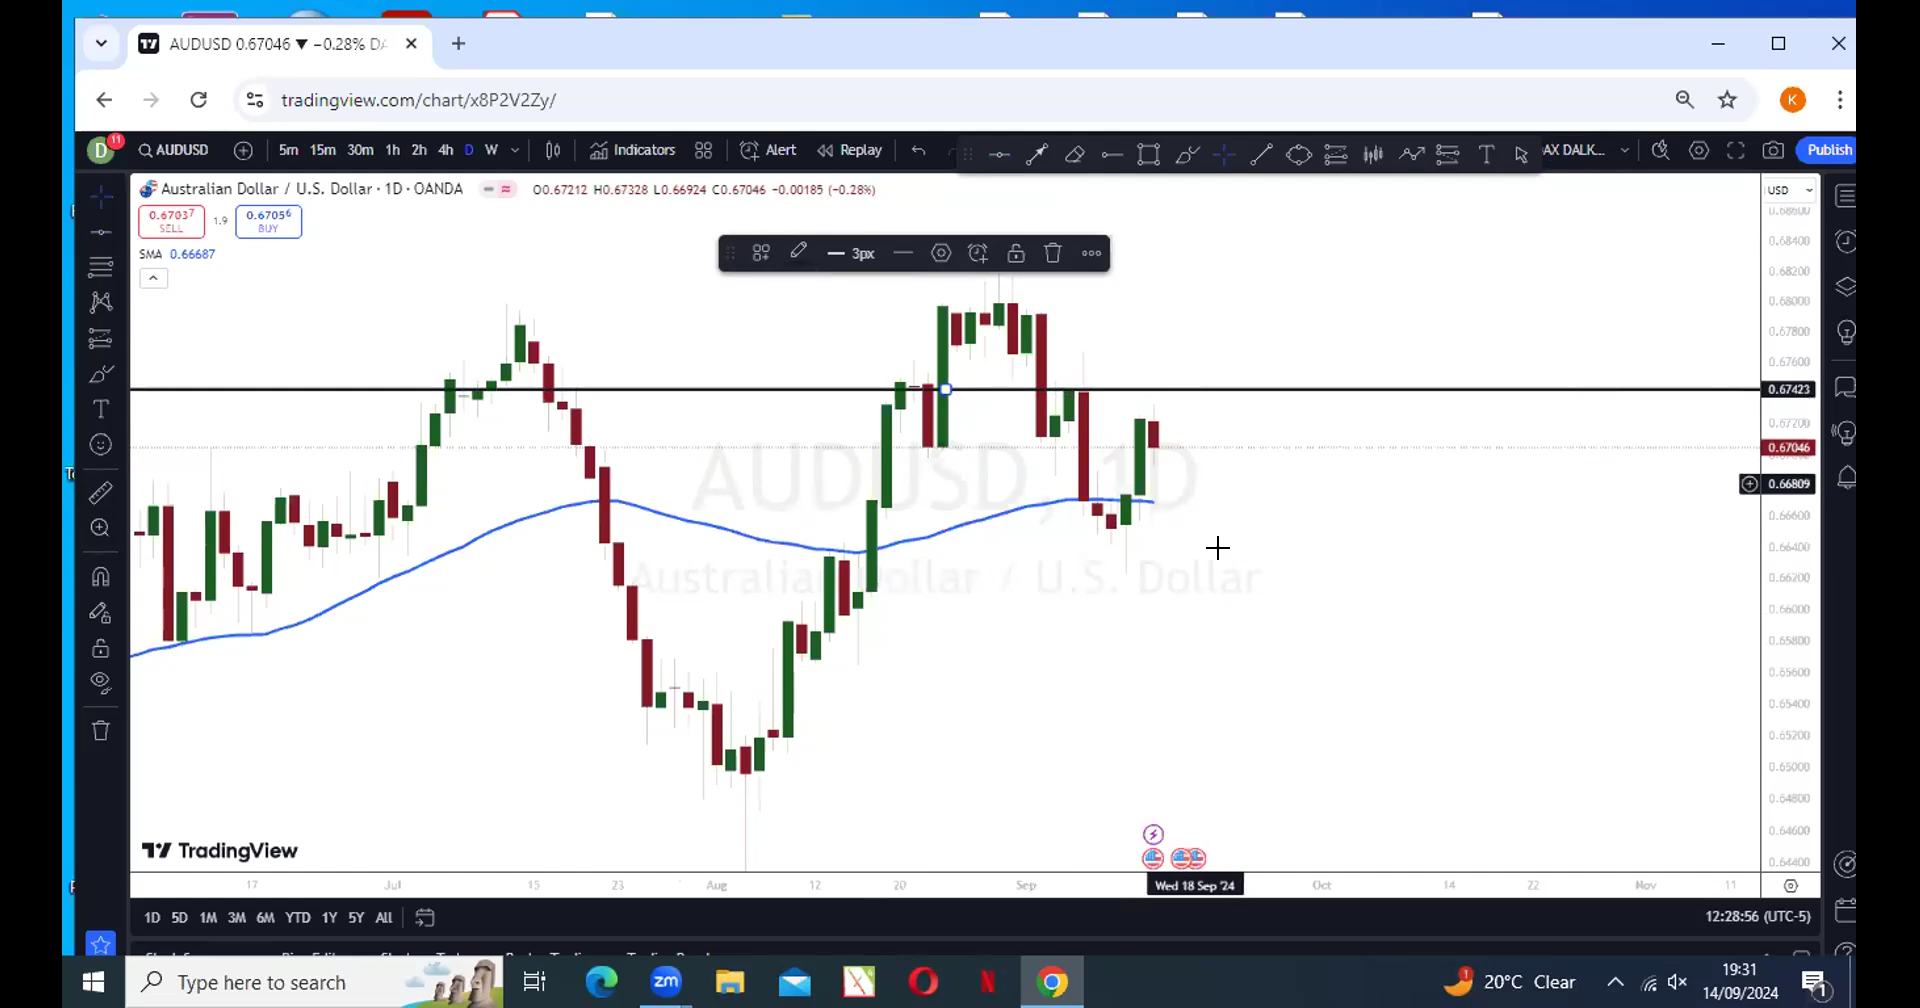 AUDUSD 0.67046 ▼ −0.28% DA
tradingview.com/chart/x8P2V2Zy/
K
D 11 AUDUSD 5m 15m 30m 1h 2h 4h D W Indicators Alert Replay AX DALK... Publish
Australian Dollar / U.S. Dollar · 1D · OANDA O0.67212 H0.67328 L0.66924 C0.67046 −0.00185 (−0.28%)
USD
0.67037 SELL 1.9 0.67056 BUY
SMA 0.66687
3px
0.68600
0.68400
0.68200
0.68000
0.67800
0.67600
0.67423
0.67200
0.67046
0.66809
0.66600
0.66400
0.66200
0.66000
0.65800
0.65600
0.65400
0.65200
0.65000
0.64800
0.64600
0.64400
AUDUSD, 1D
Australian Dollar / U.S. Dollar
TradingView
17 Jul 15 23 Aug 12 20 Sep Wed 18 Sep '24 Oct 14 22 Nov 11
1D 5D 1M 3M 6M YTD 1Y 5Y All
12:28:56 (UTC-5)
Type here to search
zm
1 20°C Clear
19:31
14/09/2024
1